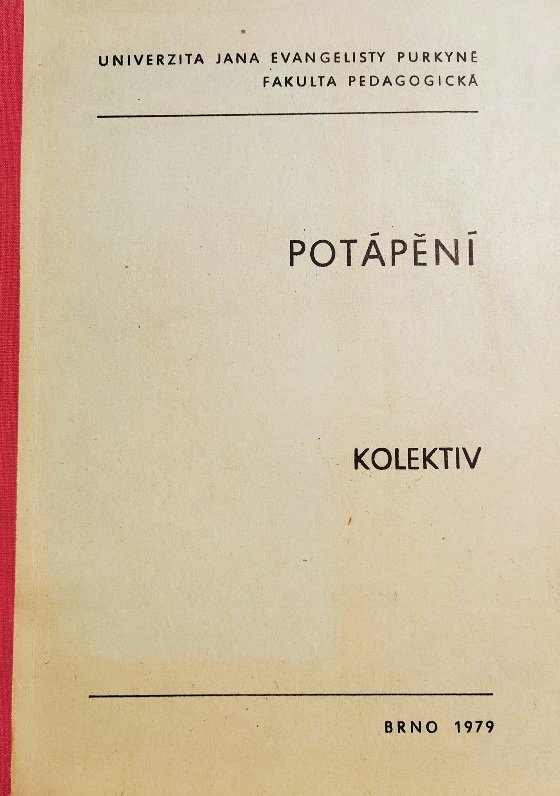 UNIVERZITA JANA EVANGELISTY PURKYNĚ
FAKULTA PEDAGOGICKÁ
POTÁPĚNÍ
KOLEKTIV
BRNO 1979